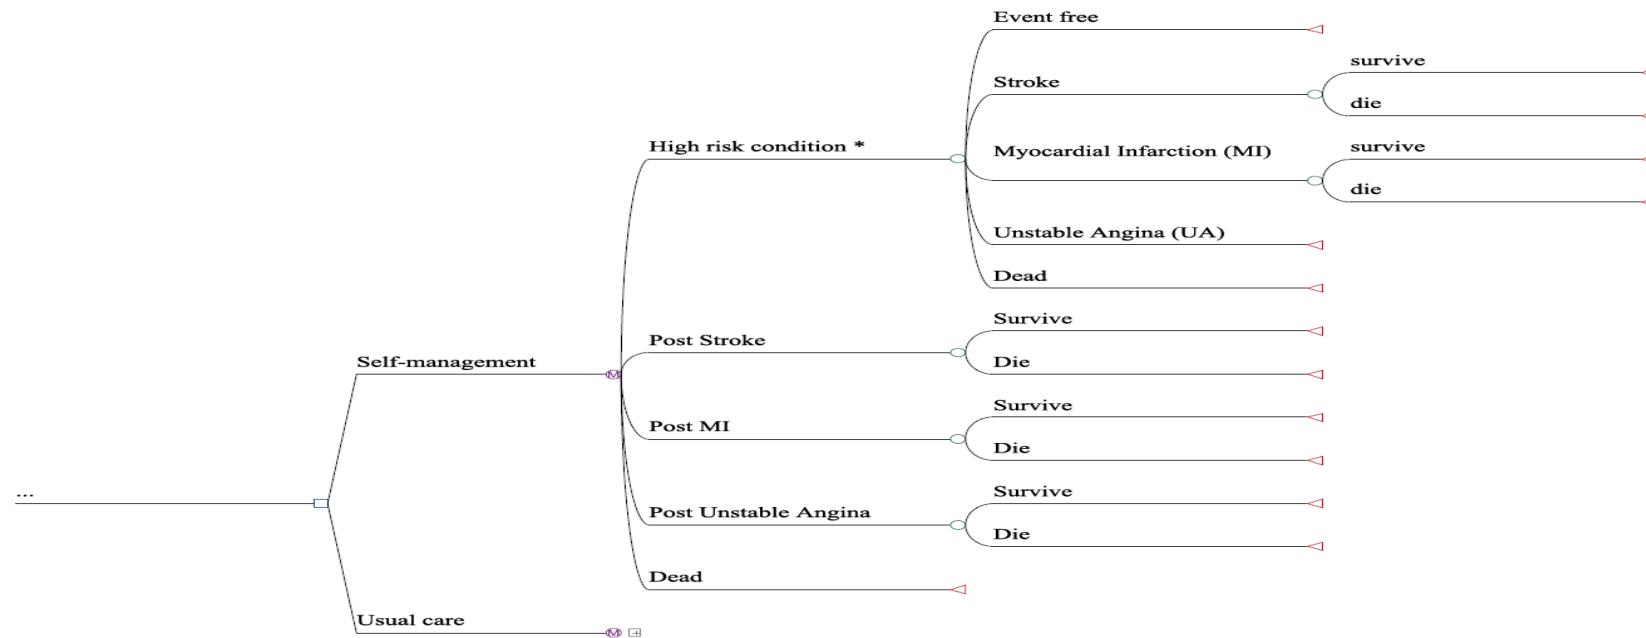 Event free
survive
Stroke
die
High risk condition *
Myocardial Infarction (MI)
survive
die
Unstable Angina (UA)
Dead
Survive
Post Stroke
Die
Self-management
M
Survive
Post MI
Die
...
Survive
Post Unstable Angina
Die
Dead
Usual care
M